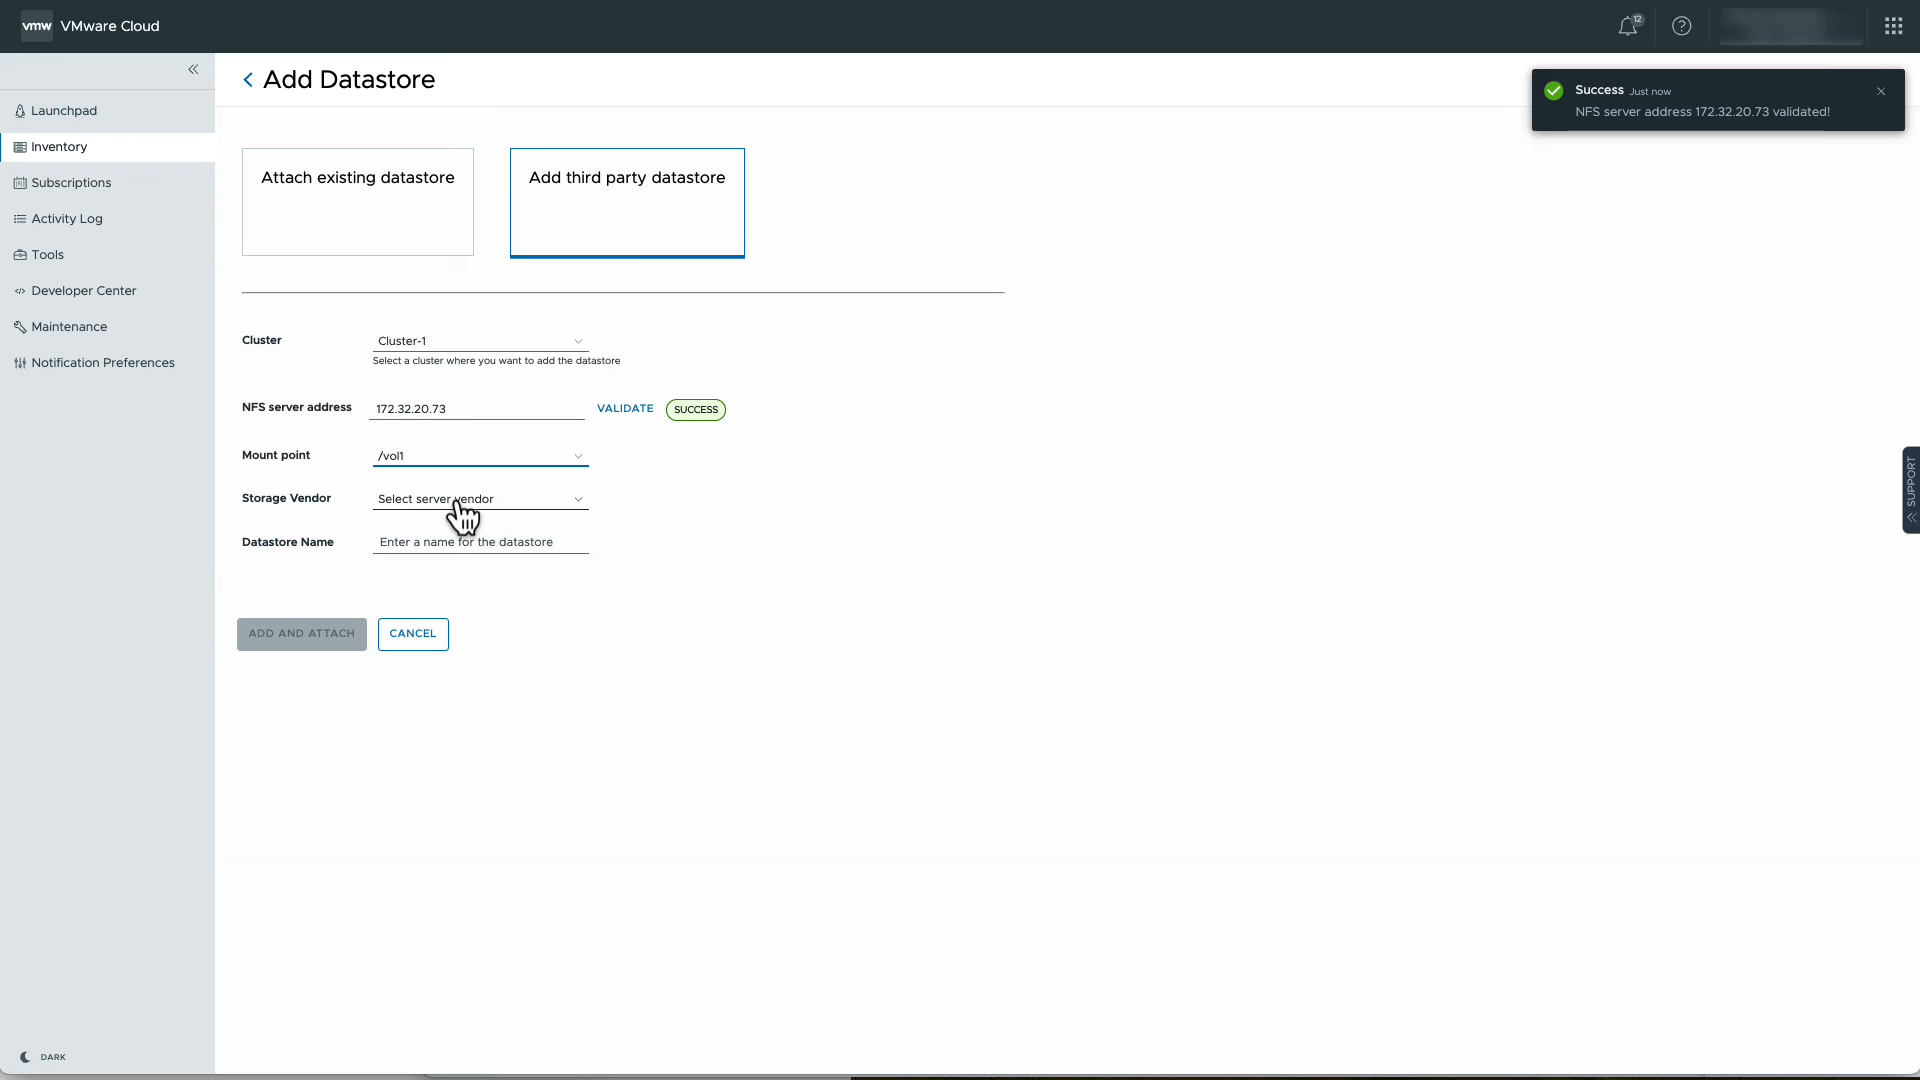 vmw VMware Cloud
12
Add Datastore
Success Just now
NFS server address 172.32.20.73 validated!
Launchpad
Inventory
Subscriptions
Activity Log
Tools
Developer Center
Maintenance
Notification Preferences
Attach existing datastore
Add third party datastore
Cluster
Cluster-1
Select a cluster where you want to add the datastore
NFS server address
172.32.20.73
VALIDATE
SUCCESS
Mount point
/vol1
Storage Vendor
Select server vendor
Datastore Name
Enter a name for the datastore
ADD AND ATTACH
CANCEL
SUPPORT
DARK